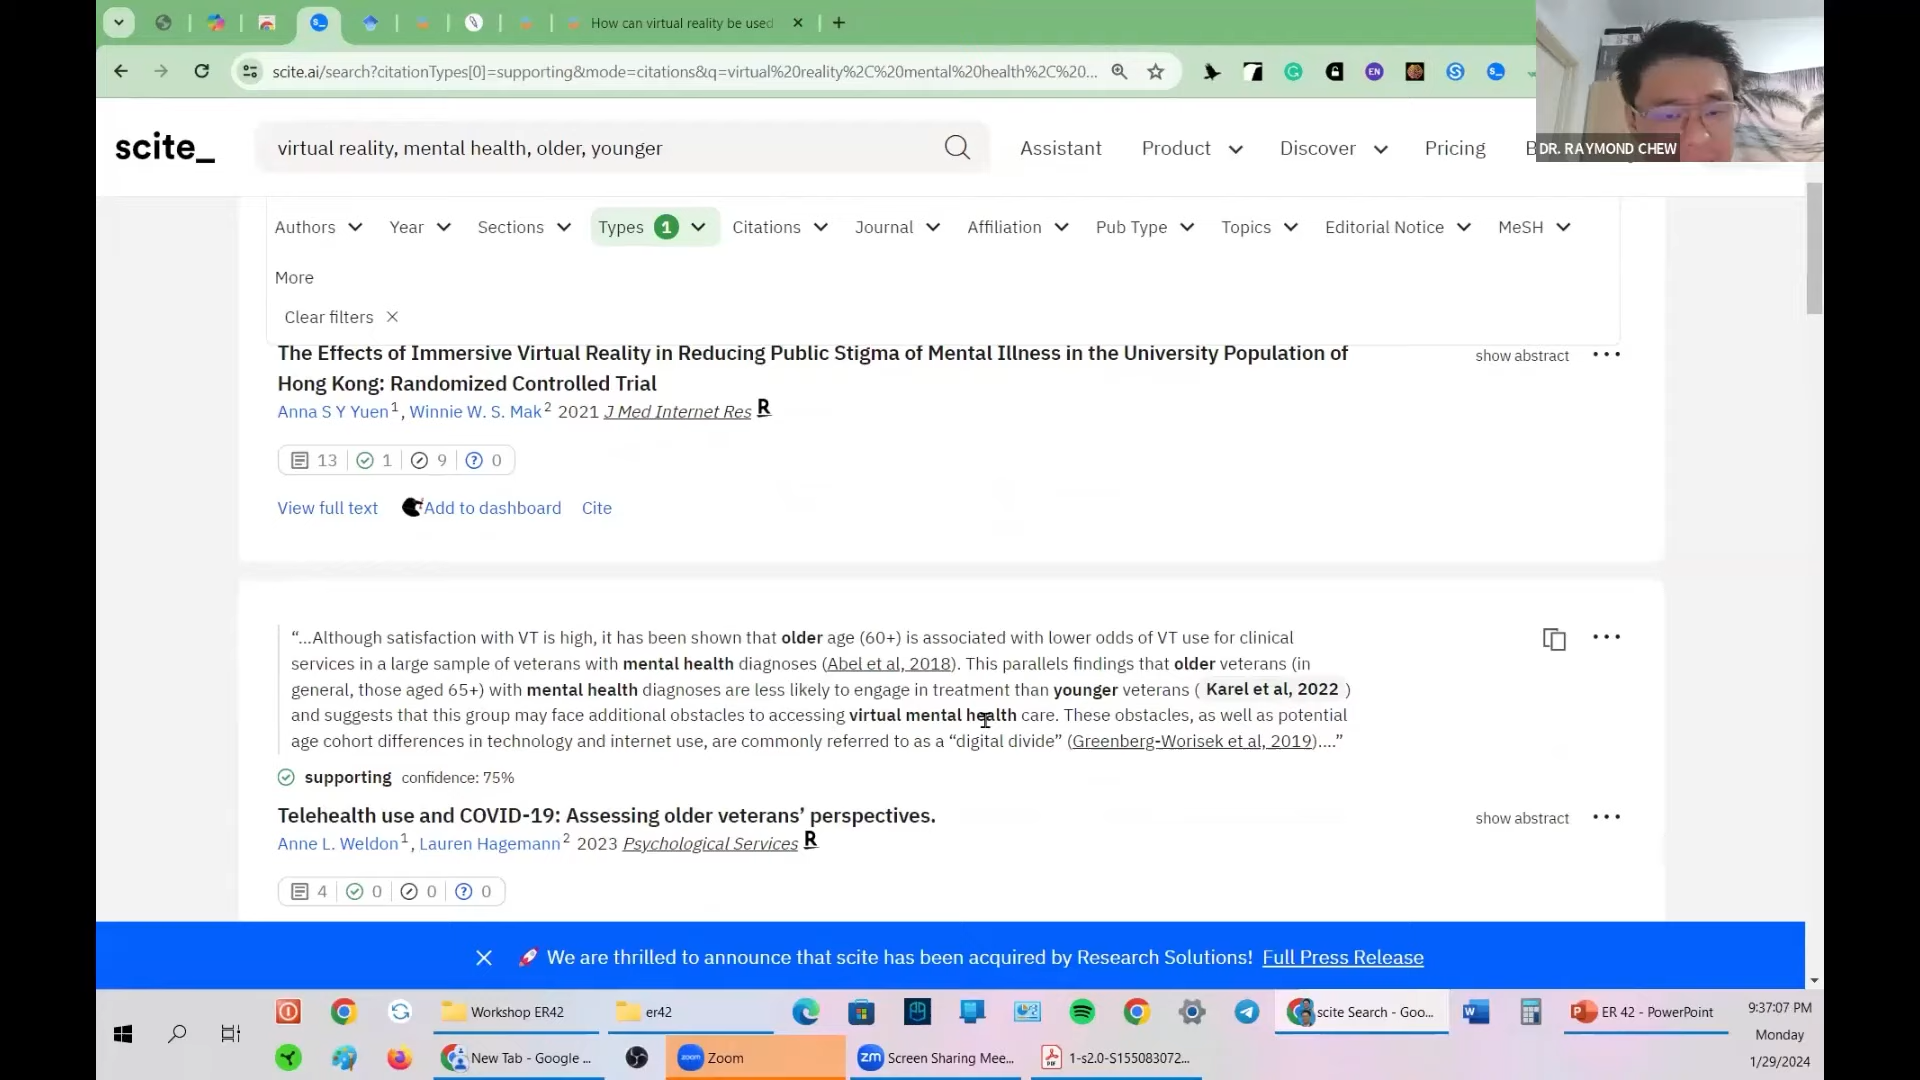 How can virtual reality be used
scite.ai/search?citationTypes[0]=supporting&mode=citations&q=virtual%20reality%2C%20mental%20health%2C%20...
EN
scite_
virtual reality, mental health, older, younger
Assistant
Product
Discover
Pricing
DR. RAYMOND CHEW
Authors
Year
Sections
Types 1
Citations
Journal
Affiliation
Pub Type
Topics
Editorial Notice
MeSH
More
Clear filters ×
The Effects of Immersive Virtual Reality in Reducing Public Stigma of Mental Illness in the University Population of
Hong Kong: Randomized Controlled Trial
show abstract
Anna S Y Yuen 1, Winnie W. S. Mak 2 2021 J Med Internet Res R
13 1 9 0
View full text Add to dashboard Cite
“...Although satisfaction with VT is high, it has been shown that older age (60+) is associated with lower odds of VT use for clinical
services in a large sample of veterans with mental health diagnoses (Abel et al, 2018). This parallels findings that older veterans (in
general, those aged 65+) with mental health diagnoses are less likely to engage in treatment than younger veterans ( Karel et al, 2022 )
and suggests that this group may face additional obstacles to accessing virtual mental health care. These obstacles, as well as potential
age cohort differences in technology and internet use, are commonly referred to as a “digital divide” (Greenberg-Worisek et al, 2019)....”
supporting confidence: 75%
Telehealth use and COVID-19: Assessing older veterans’ perspectives.
show abstract
Anne L. Weldon 1, Lauren Hagemann 2 2023 Psychological Services R
4 0 0 0
We are thrilled to announce that scite has been acquired by Research Solutions! Full Press Release
Workshop ER42
er42
scite Search - Goo...
ER 42 - PowerPoint
New Tab - Google ...
zoom Zoom
zm Screen Sharing Mee...
1-s2.0-S155083072...
9:37:07 PM
Monday
1/29/2024